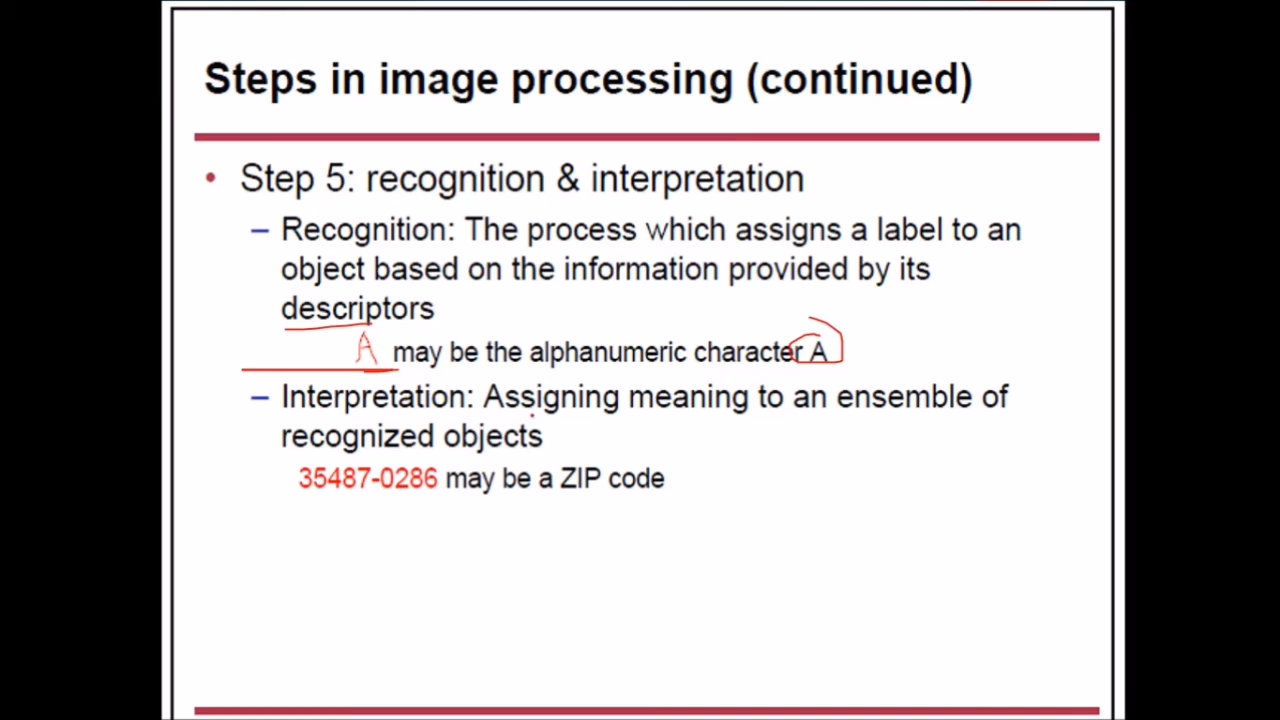 Steps in image processing (continued)
• Step 5: recognition & interpretation
– Recognition: The process which assigns a label to an
object based on the information provided by its
descriptors
A may be the alphanumeric character A
– Interpretation: Assigning meaning to an ensemble of
recognized objects
35487-0286 may be a ZIP code